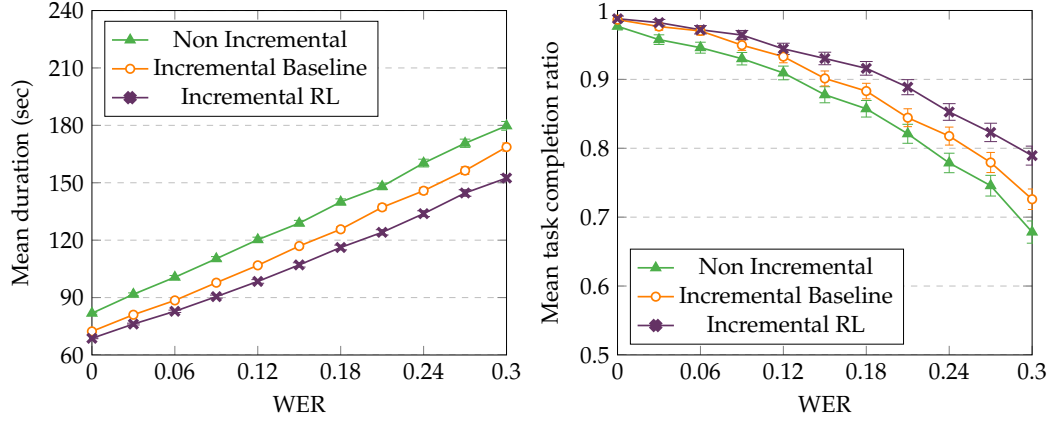 240
210
180
150
120
90
60
Mean duration (sec)
Non Incremental
Incremental Baseline
Incremental RL
0 0.06 0.12 0.18 0.24 0.3
WER
1
0.9
0.8
0.7
0.6
0.5
Mean task completion ratio
Non Incremental
Incremental Baseline
Incremental RL
0 0.06 0.12 0.18 0.24 0.3
WER